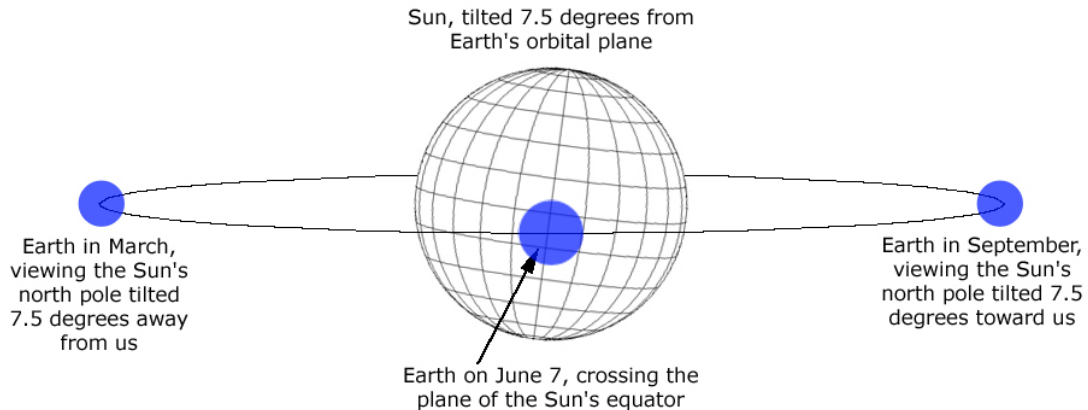 Sun, tilted 7.5 degrees from
Earth's orbital plane
Earth in March,
viewing the Sun's
north pole tilted
7.5 degrees away
from us
Earth in September,
viewing the Sun's
north pole tilted 7.5
degrees toward us
Earth on June 7, crossing the
plane of the Sun's equator